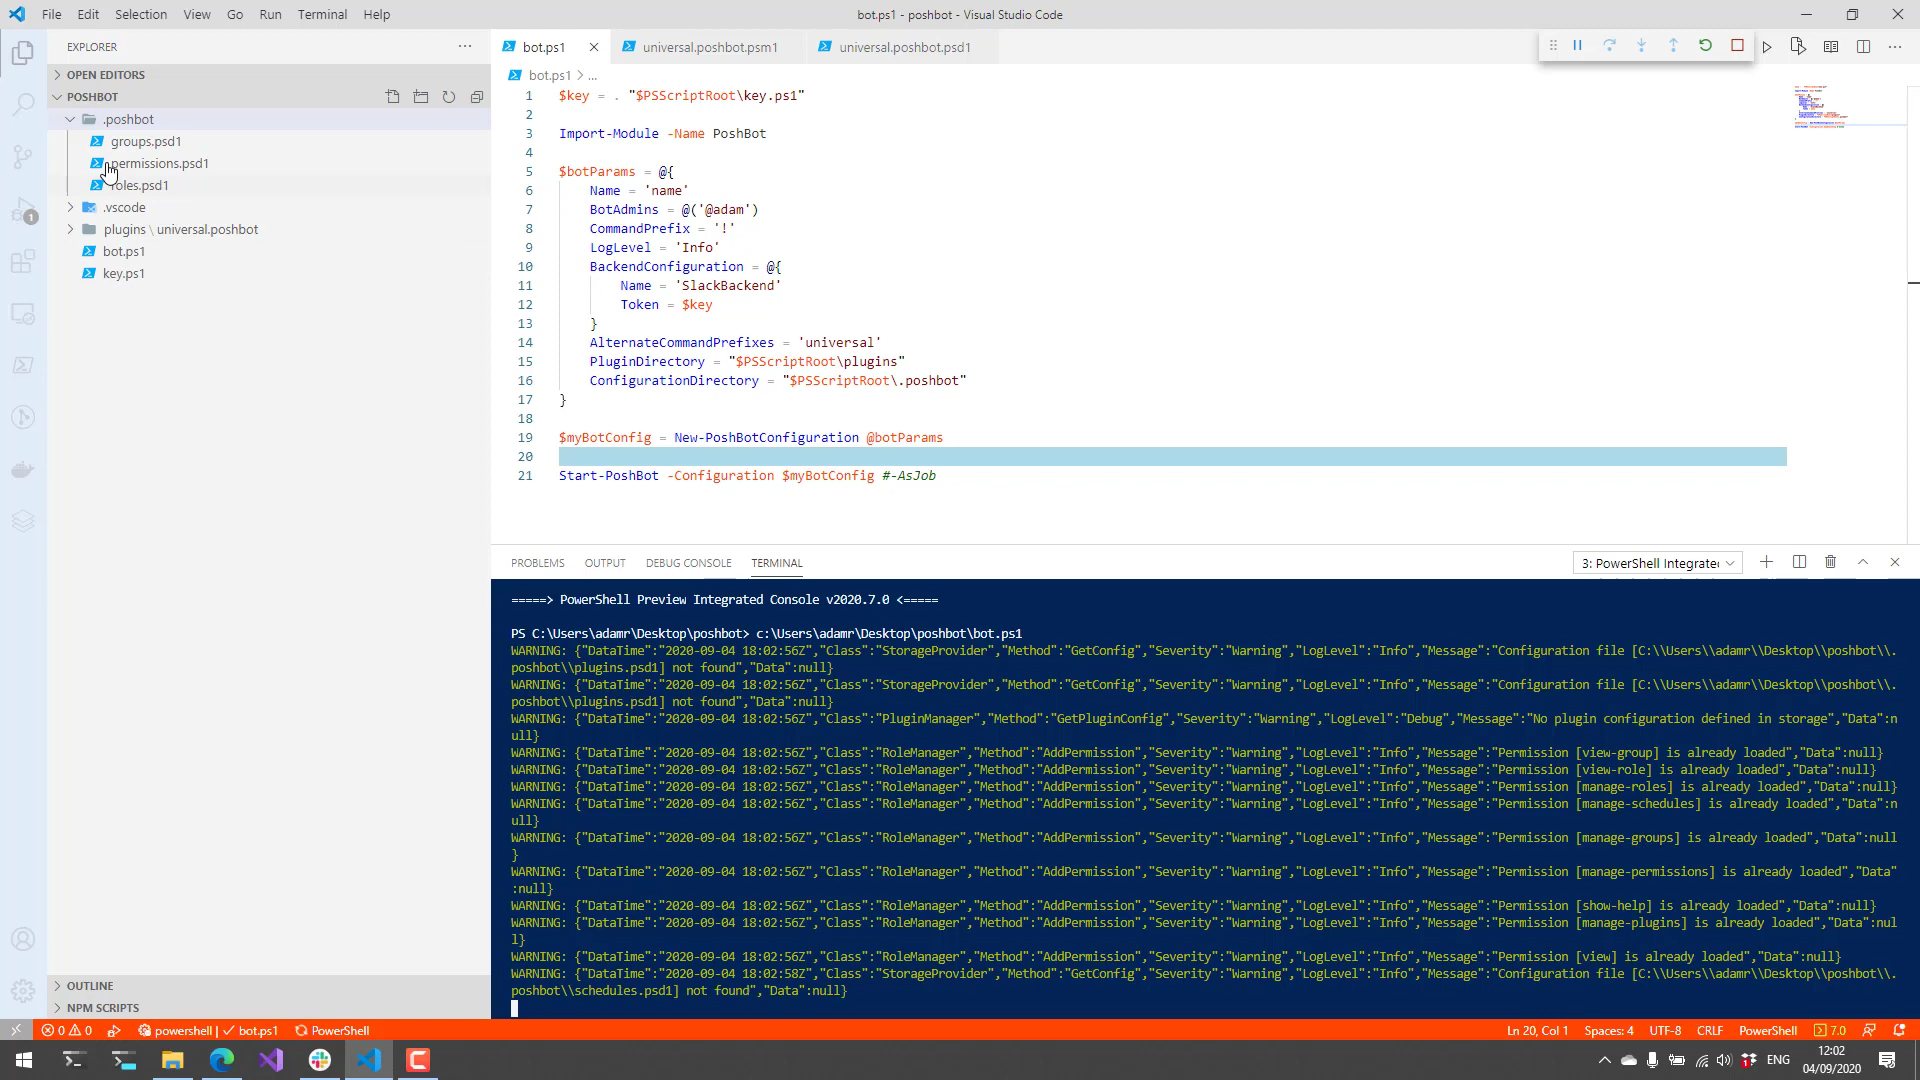 File Edit Selection View Go Run Terminal Help
bot.ps1 - poshbot - Visual Studio Code
EXPLORER
OPEN EDITORS
POSHBOT
.poshbot
groups.psd1
permissions.psd1
roles.psd1
.vscode
plugins \ universal.poshbot
bot.ps1
key.ps1
OUTLINE
NPM SCRIPTS
1
bot.ps1 universal.poshbot.psm1 universal.poshbot.psd1
bot.ps1 > ...
1 $key = . "$PSScriptRoot\key.ps1"
2
3 Import-Module -Name PoshBot
4
5 $botParams = @{
6 Name = 'name'
7 BotAdmins = @('@adam')
8 CommandPrefix = '!'
9 LogLevel = 'Info'
10 BackendConfiguration = @{
11 Name = 'SlackBackend'
12 Token = $key
13 }
14 AlternateCommandPrefixes = 'universal'
15 PluginDirectory = "$PSScriptRoot\plugins"
16 ConfigurationDirectory = "$PSScriptRoot\.poshbot"
17 }
18
19 $myBotConfig = New-PoshBotConfiguration @botParams
20
21 Start-PoshBot -Configuration $myBotConfig #-AsJob
PROBLEMS OUTPUT DEBUG CONSOLE TERMINAL
3: PowerShell Integrated
=====> PowerShell Preview Integrated Console v2020.7.0 <=====
PS C:\Users\adamr\Desktop\poshbot> c:\Users\adamr\Desktop\poshbot\bot.ps1
WARNING: {"DataTime":"2020-09-04 18:02:56Z","Class":"StorageProvider","Method":"GetConfig","Severity":"Warning","LogLevel":"Info","Message":"Configuration file [C:\\Users\\adamr\\Desktop\\poshbot\\.
poshbot\\plugins.psd1] not found","Data":null}
WARNING: {"DataTime":"2020-09-04 18:02:56Z","Class":"StorageProvider","Method":"GetConfig","Severity":"Warning","LogLevel":"Info","Message":"Configuration file [C:\\Users\\adamr\\Desktop\\poshbot\\.
poshbot\\plugins.psd1] not found","Data":null}
WARNING: {"DataTime":"2020-09-04 18:02:56Z","Class":"PluginManager","Method":"GetPluginConfig","Severity":"Warning","LogLevel":"Debug","Message":"No plugin configuration defined in storage","Data":n
ull}
WARNING: {"DataTime":"2020-09-04 18:02:56Z","Class":"RoleManager","Method":"AddPermission","Severity":"Warning","LogLevel":"Info","Message":"Permission [view-group] is already loaded","Data":null}
WARNING: {"DataTime":"2020-09-04 18:02:56Z","Class":"RoleManager","Method":"AddPermission","Severity":"Warning","LogLevel":"Info","Message":"Permission [view-role] is already loaded","Data":null}
WARNING: {"DataTime":"2020-09-04 18:02:56Z","Class":"RoleManager","Method":"AddPermission","Severity":"Warning","LogLevel":"Info","Message":"Permission [manage-roles] is already loaded","Data":null}
WARNING: {"DataTime":"2020-09-04 18:02:56Z","Class":"RoleManager","Method":"AddPermission","Severity":"Warning","LogLevel":"Info","Message":"Permission [manage-schedules] is already loaded","Data":n
ull}
WARNING: {"DataTime":"2020-09-04 18:02:56Z","Class":"RoleManager","Method":"AddPermission","Severity":"Warning","LogLevel":"Info","Message":"Permission [manage-groups] is already loaded","Data":null
}
WARNING: {"DataTime":"2020-09-04 18:02:56Z","Class":"RoleManager","Method":"AddPermission","Severity":"Warning","LogLevel":"Info","Message":"Permission [manage-permissions] is already loaded","Data"
:null}
WARNING: {"DataTime":"2020-09-04 18:02:56Z","Class":"RoleManager","Method":"AddPermission","Severity":"Warning","LogLevel":"Info","Message":"Permission [show-help] is already loaded","Data":null}
WARNING: {"DataTime":"2020-09-04 18:02:56Z","Class":"RoleManager","Method":"AddPermission","Severity":"Warning","LogLevel":"Info","Message":"Permission [manage-plugins] is already loaded","Data":nul
l}
WARNING: {"DataTime":"2020-09-04 18:02:56Z","Class":"RoleManager","Method":"AddPermission","Severity":"Warning","LogLevel":"Info","Message":"Permission [view] is already loaded","Data":null}
WARNING: {"DataTime":"2020-09-04 18:02:58Z","Class":"StorageProvider","Method":"GetConfig","Severity":"Warning","LogLevel":"Info","Message":"Configuration file [C:\\Users\\adamr\\Desktop\\poshbot\\.
poshbot\\schedules.psd1] not found","Data":null}
0 0 powershell | ✓ bot.ps1 PowerShell Ln 20, Col 1 Spaces: 4 UTF-8 CRLF PowerShell 7.0
ENG 12:02
04/09/2020